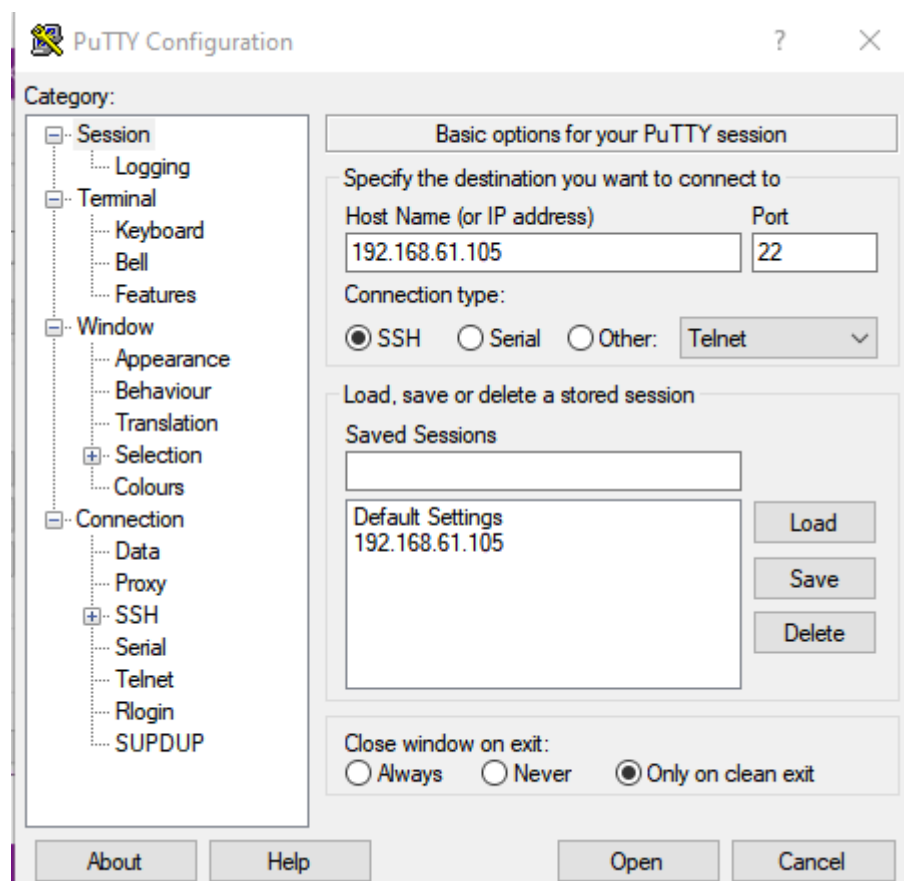 PuTTY Configuration
?
Category:
Session
Logging
Terminal
Keyboard
Bell
Features
Window
Appearance
Behaviour
Translation
Selection
Colours
Connection
Data
Proxy
SSH
Serial
Telnet
Rlogin
SUPDUP
Basic options for your PuTTY session
Specify the destination you want to connect to
Host Name (or IP address) Port
192.168.61.105 22
Connection type:
SSH Serial Other: Telnet
Load, save or delete a stored session
Saved Sessions
Default Settings
192.168.61.105
Load
Save
Delete
Close window on exit:
Always Never Only on clean exit
About Help Open Cancel